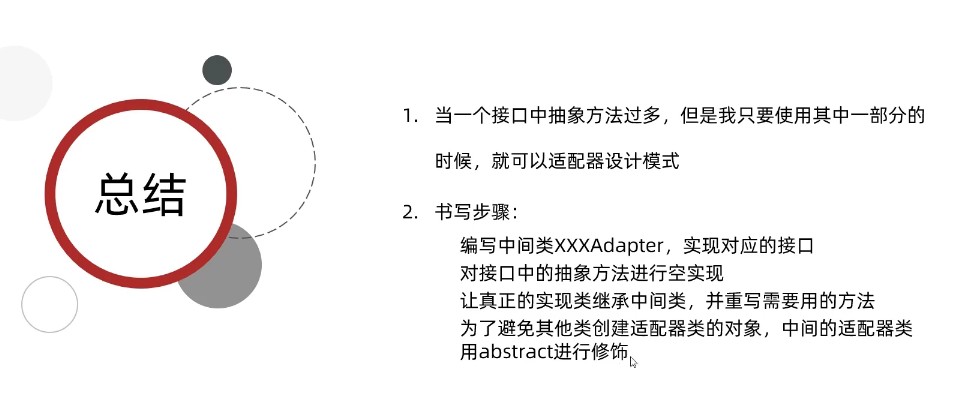 总结
1. 当一个接口中抽象方法过多，但是我只要使用其中一部分的
时候，就可以适配器设计模式
2. 书写步骤：
编写中间类XXXAdapter，实现对应的接口
对接口中的抽象方法进行空实现
让真正的实现类继承中间类，并重写需要用的方法
为了避免其他类创建适配器类的对象，中间的适配器类
用abstract进行修饰